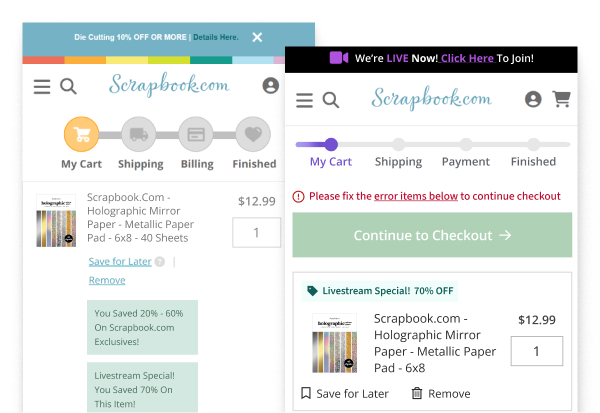 Die Cutting 10% OFF OR MORE | Details Here.
Scrapbook.com
My Cart
Shipping
Billing
Finished
Scrapbook.Com -
Holographic Mirror
Paper - Metallic Paper
Pad - 6x8 - 40 Sheets
$12.99
1
holographic
Save for Later ?
|
Remove
You Saved 20% - 60%
On Scrapbook.com
Exclusives!
Livestream Special!
You Saved 70% On
This Item!
We're LIVE Now! Click Here To Join!
Scrapbook.com
My Cart
Shipping
Payment
Finished
Please fix the error items below to continue checkout
Continue to Checkout →
Livestream Special! 70% OFF
holographic
Scrapbook.com -
Holographic Mirror
Paper - Metallic Paper
Pad - 6x8
$12.99
1
Save for Later
Remove